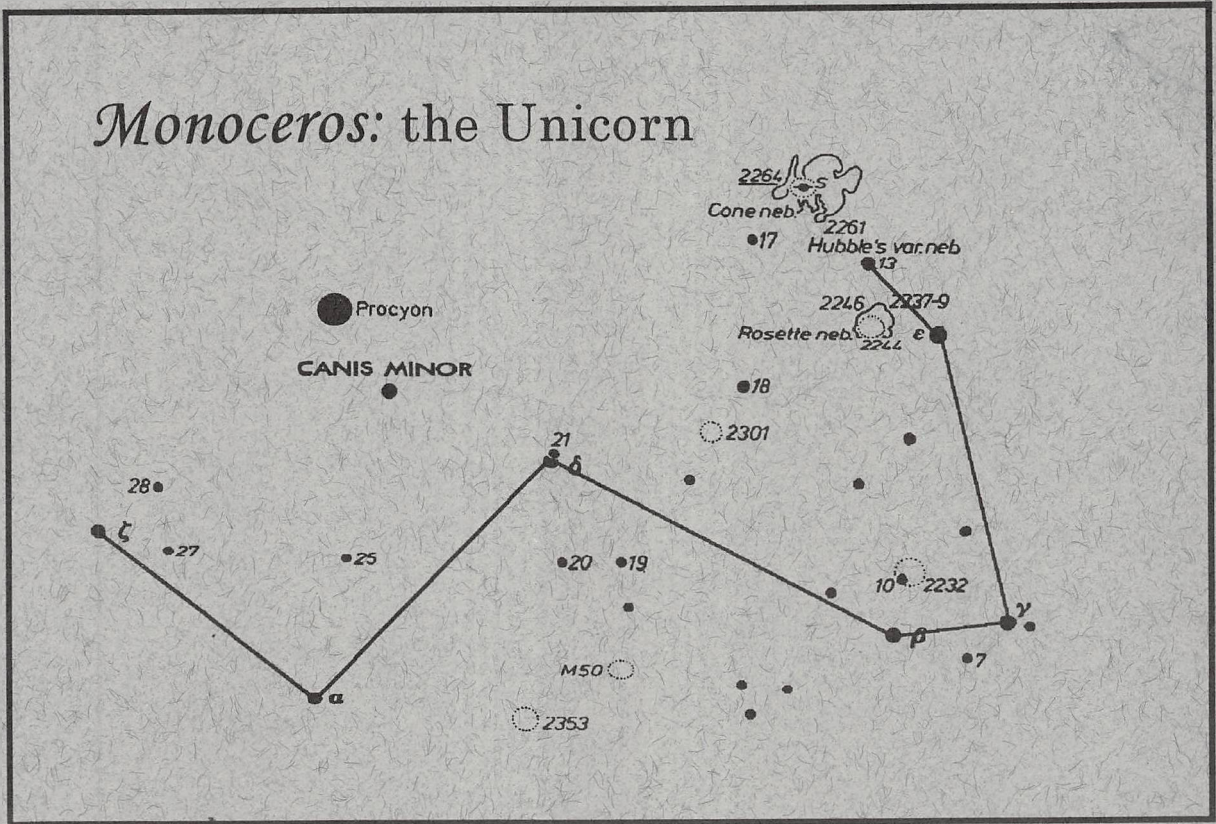 Monoceros: the Unicorn
2264
S
Cone neb.
2261
17
Hubble's var. neb
13
2246
2237-9
Procyon
Rosette neb.
ε
2244
CANIS MINOR
18
2301
21
δ
28
ζ
27
25
20
19
10
2232
γ
β
7
M50
α
2353